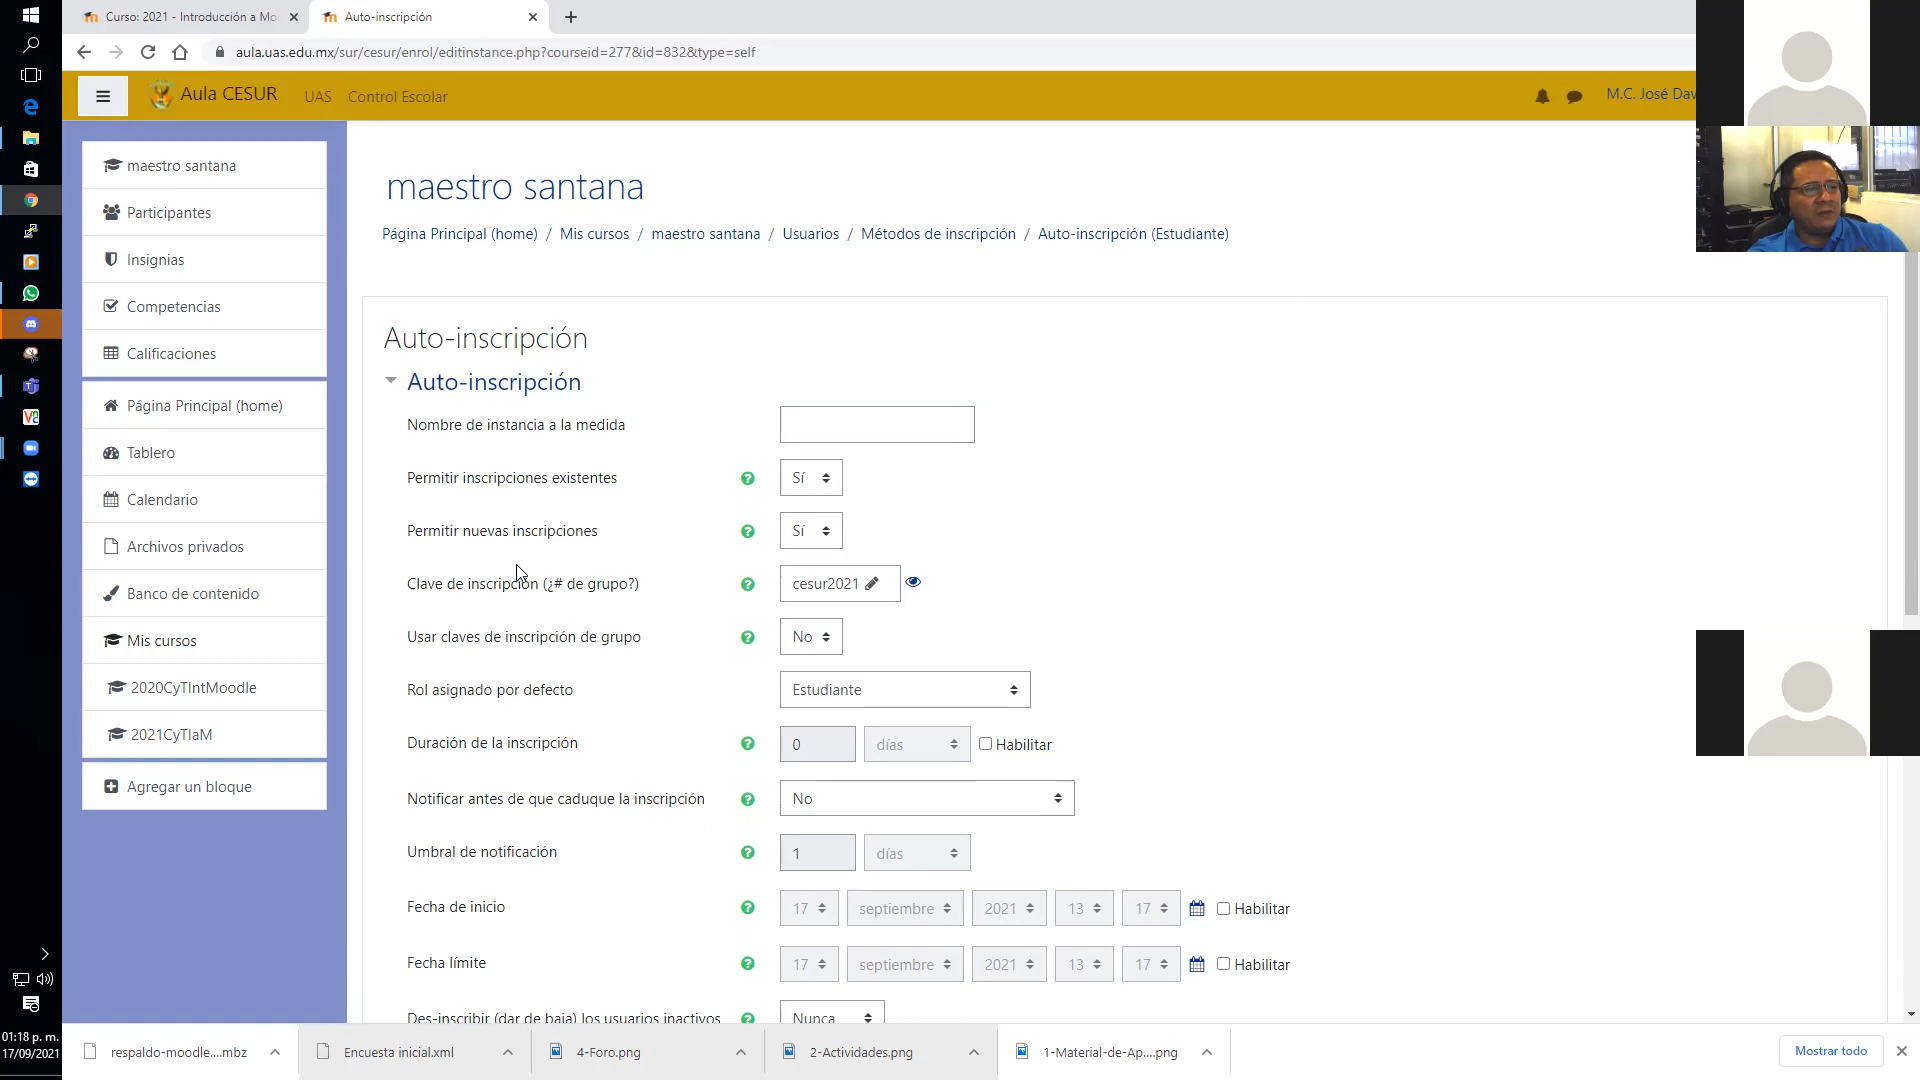 Curso: 2021 - Introducción a Mo
Auto-inscripción
aula.uas.edu.mx/sur/cesur/enrol/editinstance.php?courseid=277&id=832&type=self
Aula CESUR
UAS
Control Escolar
M.C. José Dav
maestro santana
Participantes
Insignias
Competencias
Calificaciones
Página Principal (home)
Tablero
Calendario
Archivos privados
Banco de contenido
Mis cursos
2020CyTIntMoodle
2021CyTIaM
Agregar un bloque
maestro santana
Página Principal (home) / Mis cursos / maestro santana / Usuarios / Métodos de inscripción / Auto-inscripción (Estudiante)
Auto-inscripción
Auto-inscripción
Nombre de instancia a la medida
Permitir inscripciones existentes ? Sí
Permitir nuevas inscripciones ? Sí
Clave de inscripción (¿# de grupo?) ? cesur2021
Usar claves de inscripción de grupo ? No
Rol asignado por defecto Estudiante
Duración de la inscripción ? 0 días Habilitar
Notificar antes de que caduque la inscripción ? No
Umbral de notificación ? 1 días
Fecha de inicio ? 17 septiembre 2021 13 17 Habilitar
Fecha límite ? 17 septiembre 2021 13 17 Habilitar
Des-inscribir (dar de baja) los usuarios inactivos ? Nunca
01:18 p. m.
17/09/2021
respaldo-moodle....mbz
Encuesta inicial.xml
4-Foro.png
2-Actividades.png
1-Material-de-Ap....png
Mostrar todo